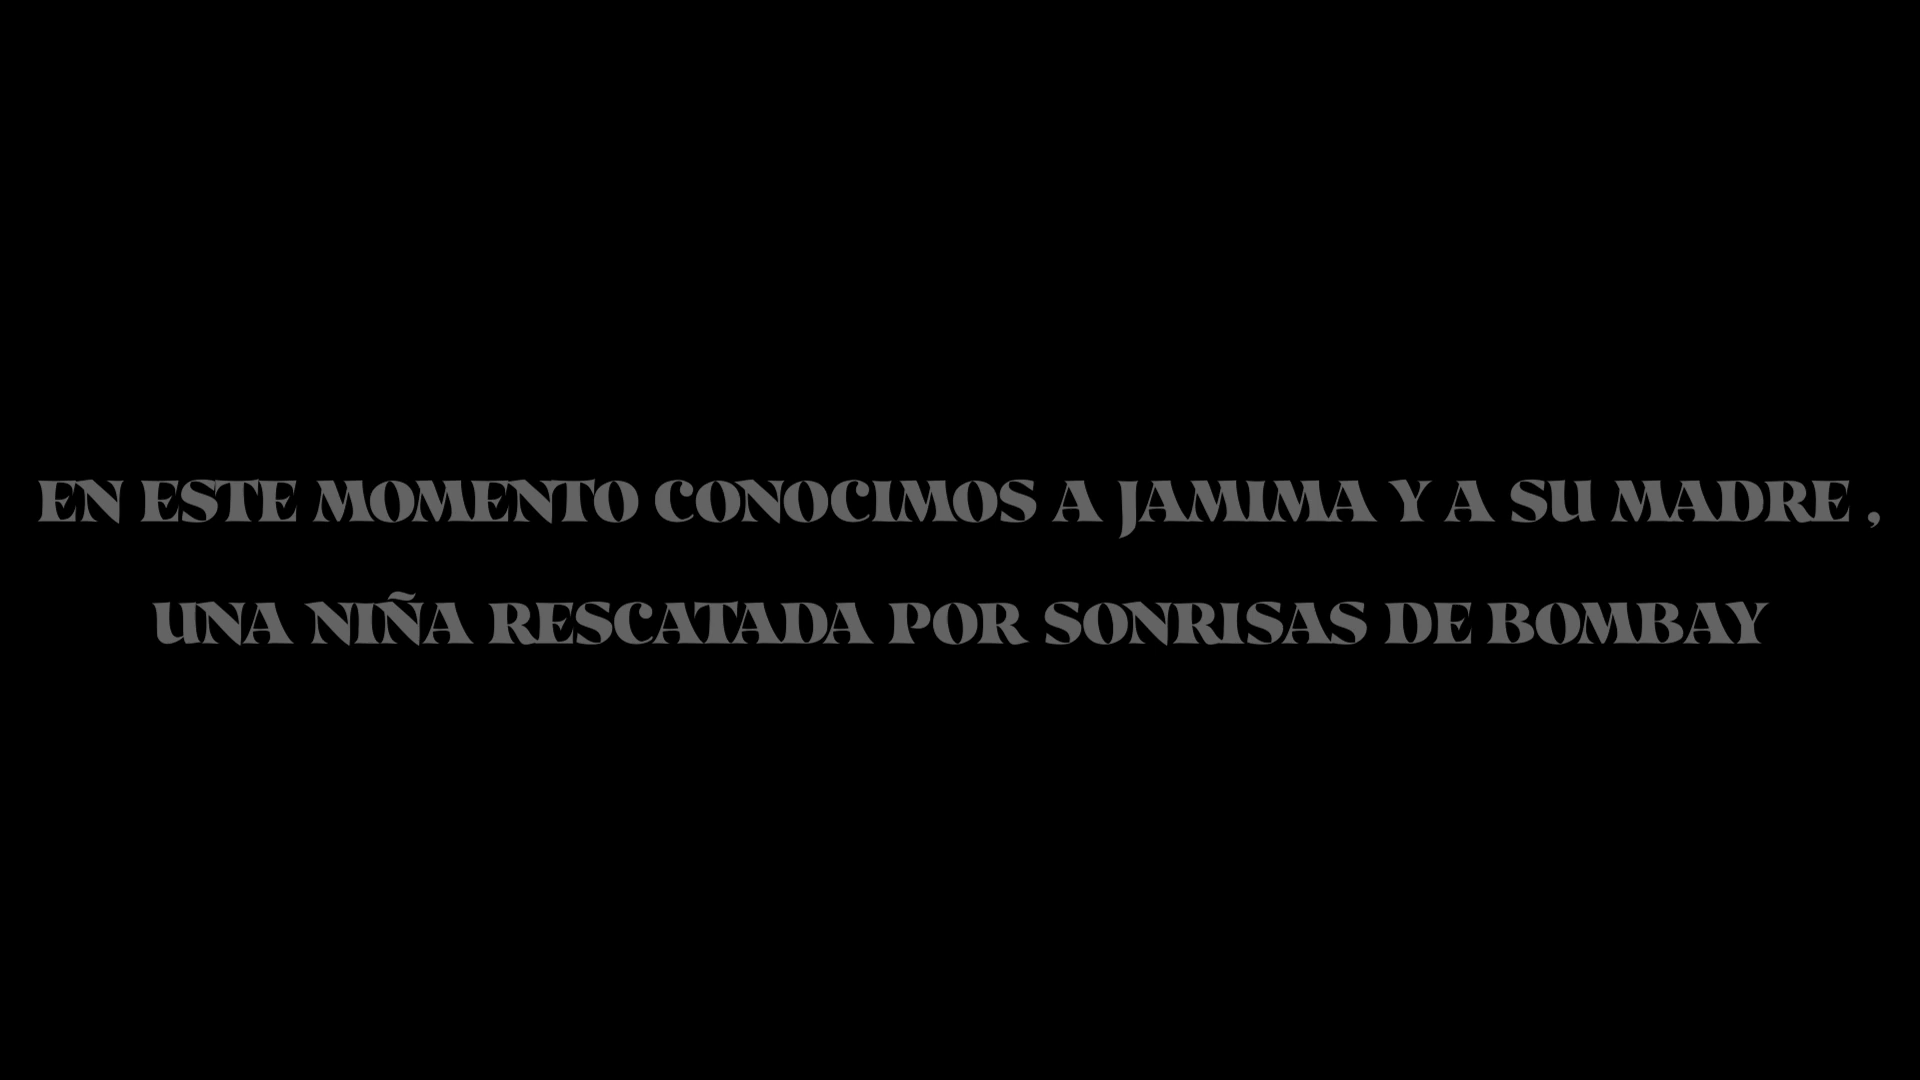 EN ESTE MOMENTO CONOCIMOS A JAMIMA Y A SU MADRE ,
UNA NIÑA RESCATADA POR SONRISAS DE BOMBAY